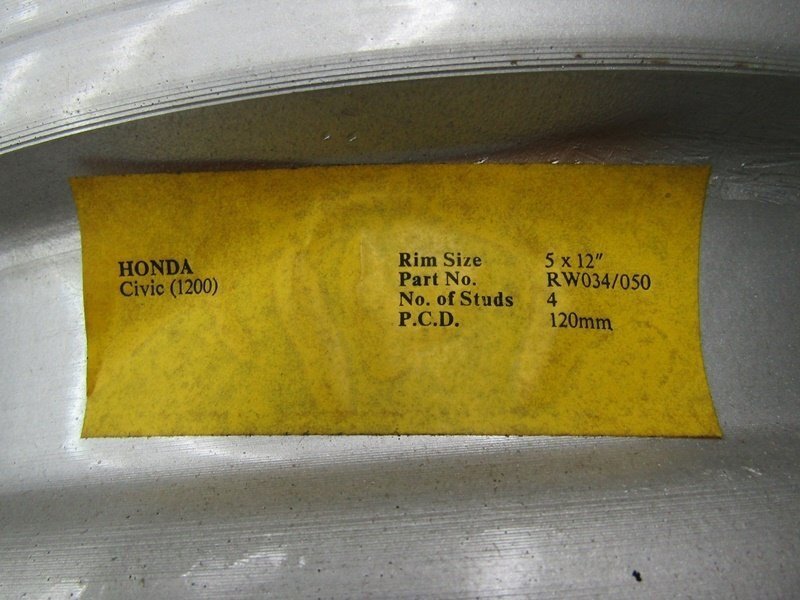 HONDA
Civic (1200)
Rim Size 5 x 12"
Part No. RW034/050
No. of Studs 4
P.C.D. 120mm